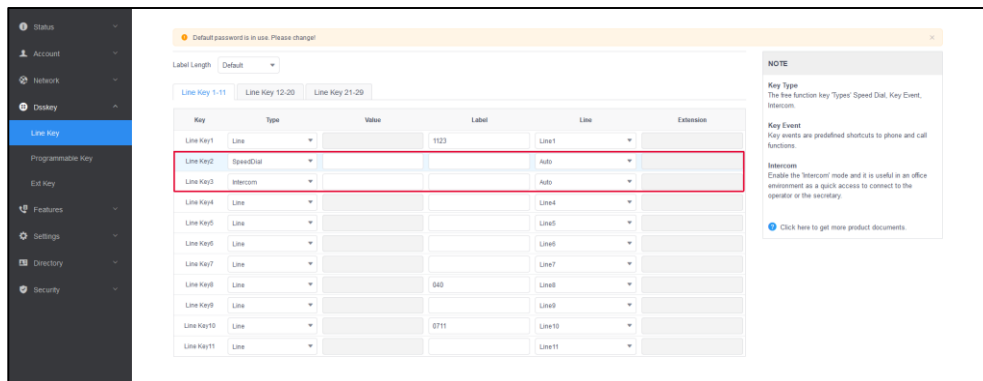 Status
Account
Network
Dsskey
Line Key
Programmable Key
Ext Key
Features
Settings
Directory
Security
Default password is in use. Please change!
Label Length Default
Line Key 1-11 Line Key 12-20 Line Key 21-29
Key Type Value Label Line Extension
Line Key1 Line 1123 Line1
Line Key2 SpeedDial Auto
Line Key3 Intercom Auto
Line Key4 Line Line4
Line Key5 Line Line5
Line Key6 Line Line6
Line Key7 Line Line7
Line Key8 Line 040 Line8
Line Key9 Line Line9
Line Key10 Line 0711 Line10
Line Key11 Line Line11
NOTE
Key Type
The free function key 'Types' Speed Dial, Key Event,
Intercom.
Key Event
Key events are predefined shortcuts to phone and call
functions.
Intercom
Enable the 'Intercom' mode and it is useful in an office
environment as a quick access to connect to the
operator or the secretary.
Click here to get more product documents.